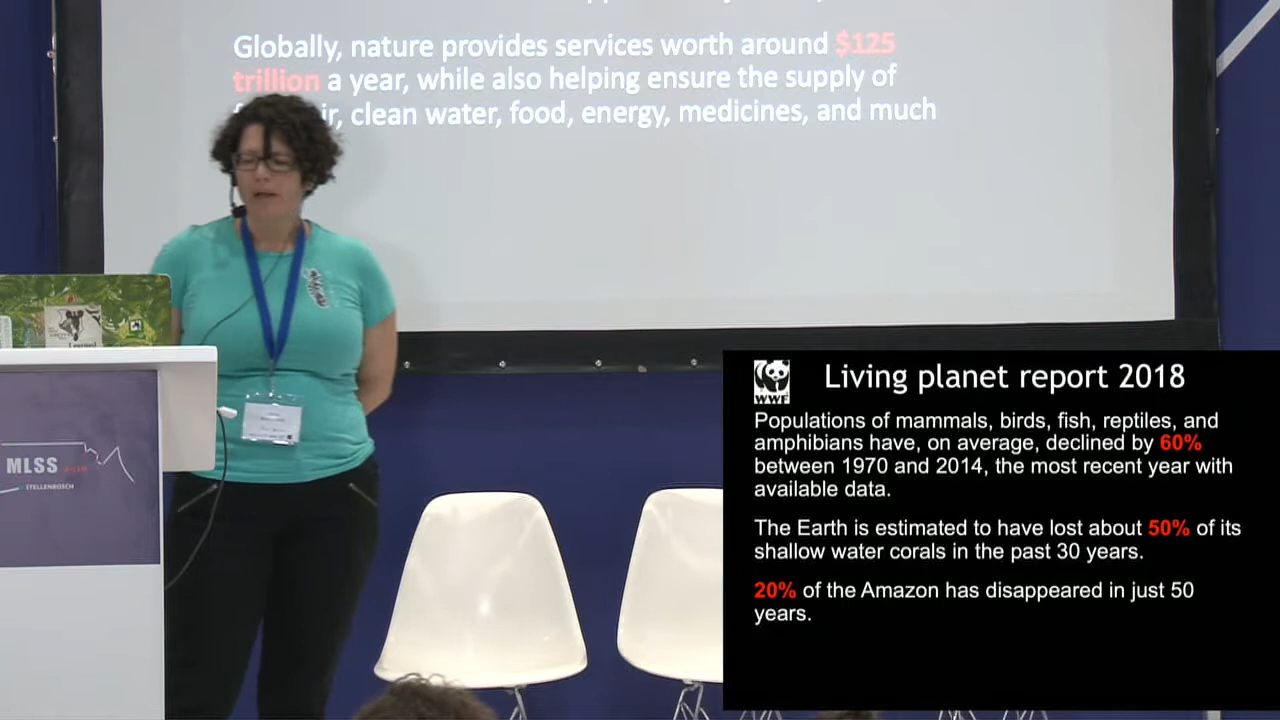 Globally, nature provides services worth around $125
trillion a year, while also helping ensure the supply of
clean water, food, energy, medicines, and much
WWF
Living planet report 2018
Populations of mammals, birds, fish, reptiles, and
amphibians have, on average, declined by 60%
between 1970 and 2014, the most recent year with
available data.
The Earth is estimated to have lost about 50% of its
shallow water corals in the past 30 years.
20% of the Amazon has disappeared in just 50
years.
MLSS
STELLENBOSCH